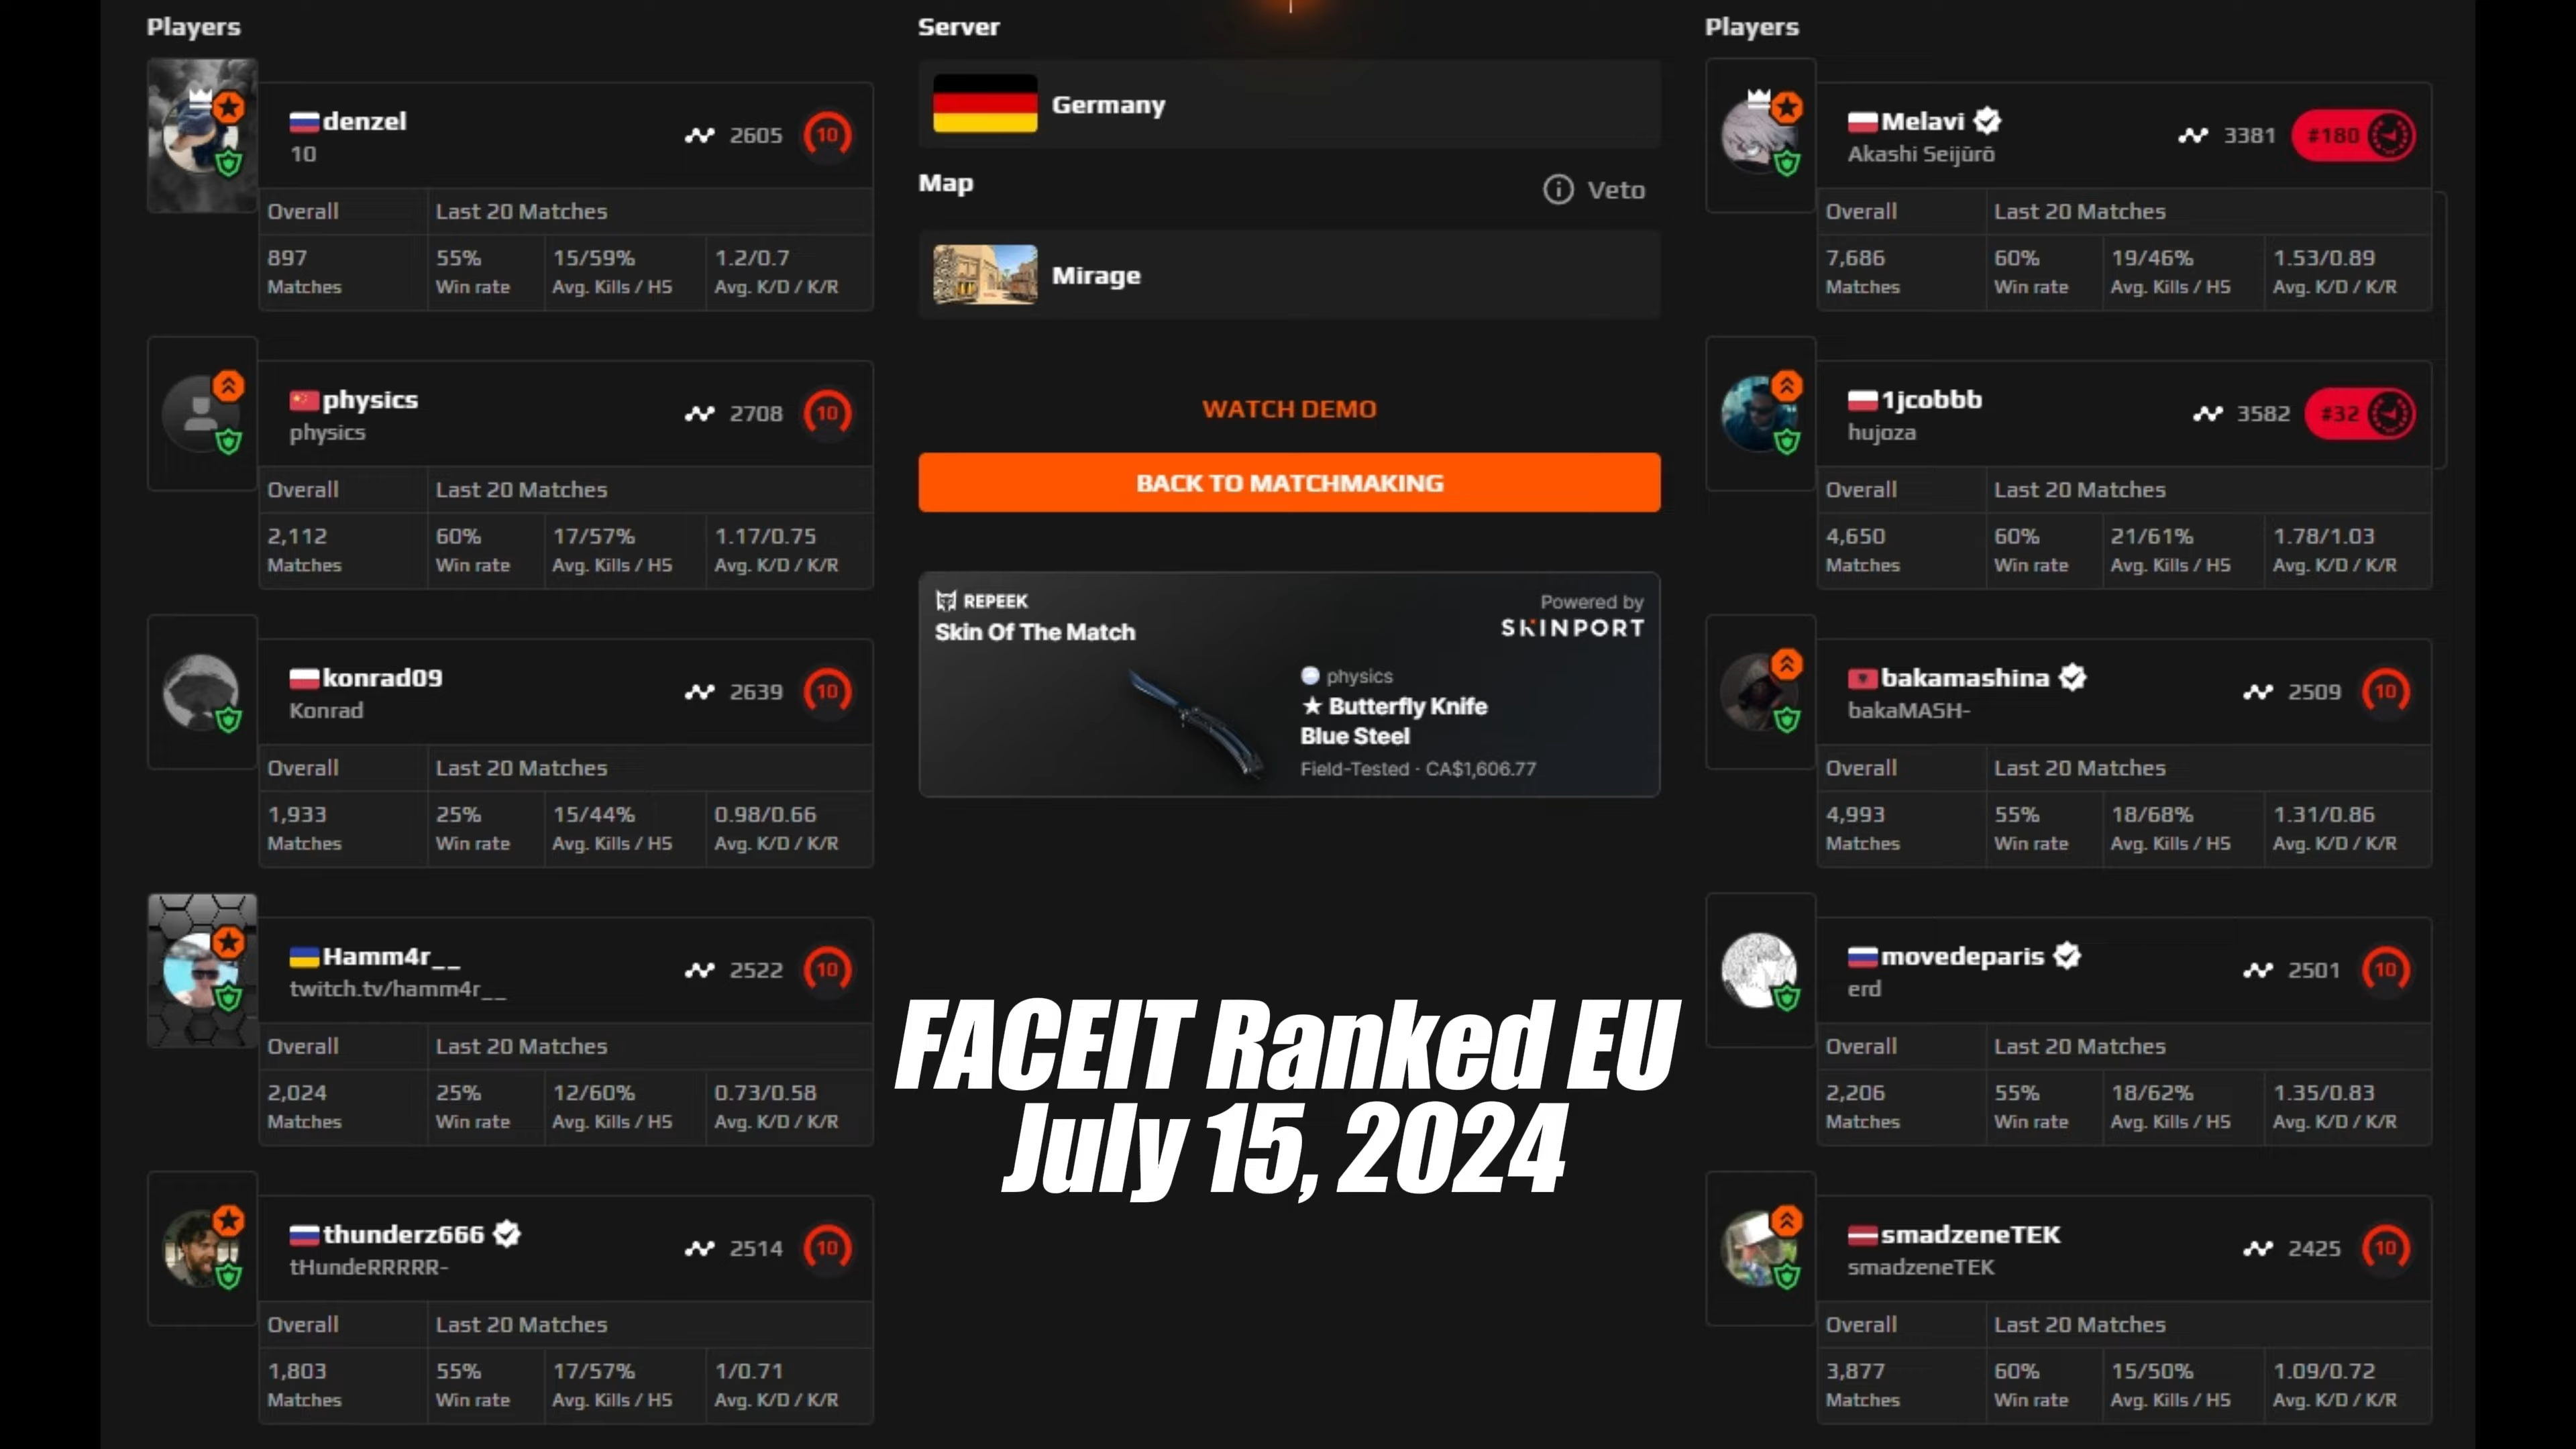 Players
denzel
10
2605
10
Overall
Last 20 Matches
897
55%
15/59%
1.2/0.7
Matches
Win rate
Avg. Kills / HS
Avg. K/D / K/R
physics
physics
2708
10
Overall
Last 20 Matches
2,112
60%
17/57%
1.17/0.75
Matches
Win rate
Avg. Kills / HS
Avg. K/D / K/R
konrad09
Konrad
2639
10
Overall
Last 20 Matches
1,933
25%
15/44%
0.98/0.66
Matches
Win rate
Avg. Kills / HS
Avg. K/D / K/R
Hamm4r__
twitch.tv/hamm4r__
2522
10
Overall
Last 20 Matches
2,024
25%
12/60%
0.73/0.58
Matches
Win rate
Avg. Kills / HS
Avg. K/D / K/R
thunderz666
tHundeRRRRR-
2514
10
Overall
Last 20 Matches
1,803
55%
17/57%
1/0.71
Matches
Win rate
Avg. Kills / HS
Avg. K/D / K/R
Server
Germany
Map
Veto
Mirage
WATCH DEMO
BACK TO MATCHMAKING
REPEEK
Skin Of The Match
Powered by
SKINPORT
physics
★ Butterfly Knife
Blue Steel
Field-Tested · CA$1,606.77
FACEIT Ranked EU
July 15, 2024
Players
Melavi
Akashi Seijūrō
3381
#180
Overall
Last 20 Matches
7,686
60%
19/46%
1.53/0.89
Matches
Win rate
Avg. Kills / HS
Avg. K/D / K/R
1jcobbb
hujoza
3582
#32
Overall
Last 20 Matches
4,650
60%
21/61%
1.78/1.03
Matches
Win rate
Avg. Kills / HS
Avg. K/D / K/R
bakamashina
bakaMASH-
2509
10
Overall
Last 20 Matches
4,993
55%
18/68%
1.31/0.86
Matches
Win rate
Avg. Kills / HS
Avg. K/D / K/R
movedeparis
erd
2501
10
Overall
Last 20 Matches
2,206
55%
18/62%
1.35/0.83
Matches
Win rate
Avg. Kills / HS
Avg. K/D / K/R
smadzeneTEK
smadzeneTEK
2425
10
Overall
Last 20 Matches
3,877
60%
15/50%
1.09/0.72
Matches
Win rate
Avg. Kills / HS
Avg. K/D / K/R